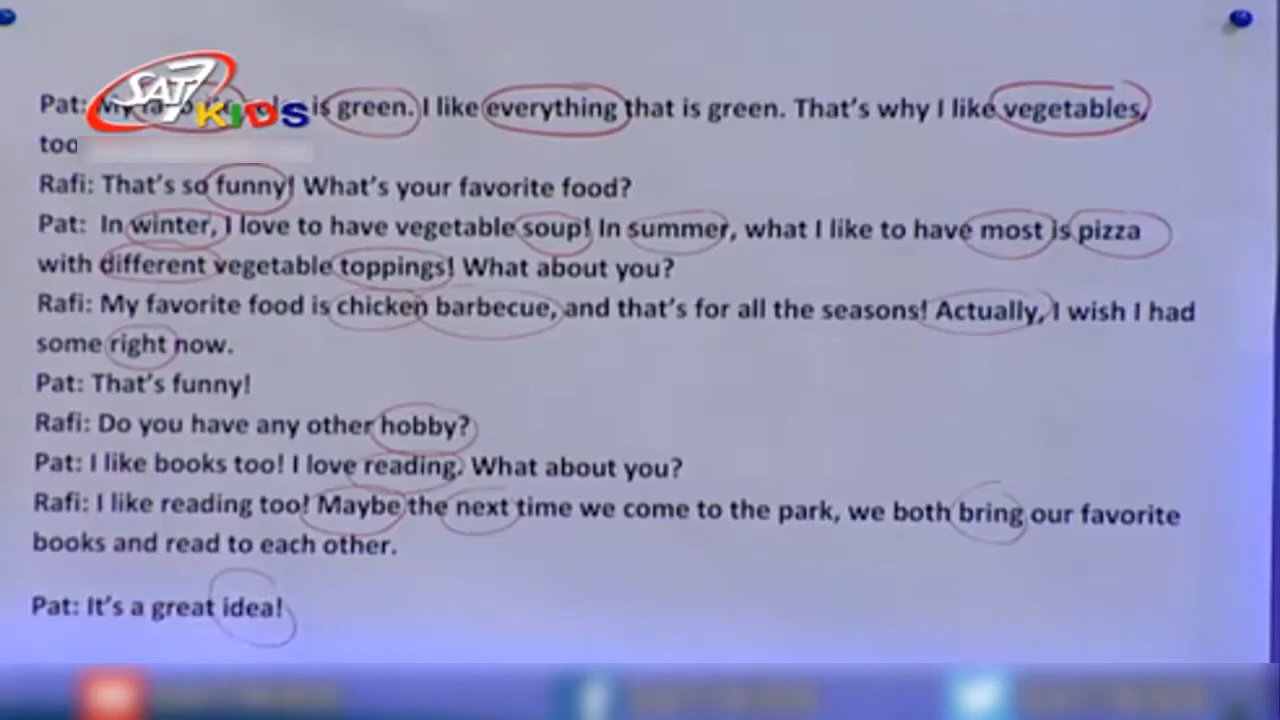 SAT7 KIDS
Pat: My favorite color is green. I like everything that is green. That's why I like vegetables,
too
Rafi: That's so funny! What's your favorite food?
Pat: In winter, I love to have vegetable soup! In summer, what I like to have most is pizza
with different vegetable toppings! What about you?
Rafi: My favorite food is chicken barbecue, and that's for all the seasons! Actually, I wish I had
some right now.
Pat: That's funny!
Rafi: Do you have any other hobby?
Pat: I like books too! I love reading. What about you?
Rafi: I like reading too! Maybe the next time we come to the park, we both bring our favorite
books and read to each other.
Pat: It's a great idea!